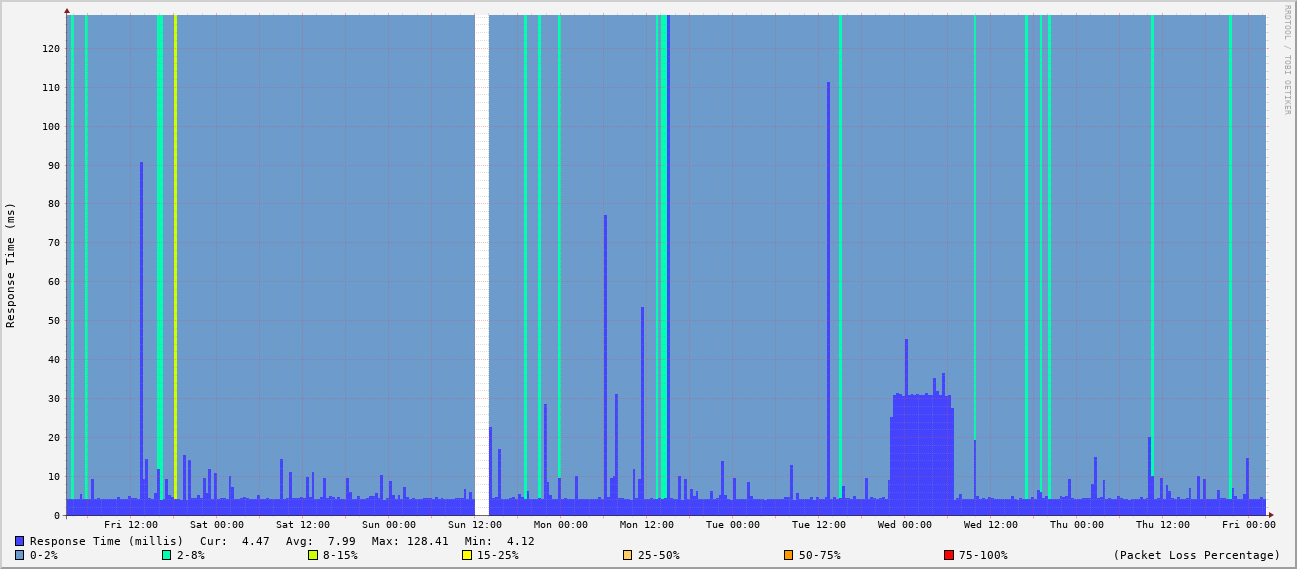 RRDTOOL / TOBI OETIKER
Response Time (ms)
120
110
100
90
80
70
60
50
40
30
20
10
0
Fri 12:00 Sat 00:00 Sat 12:00 Sun 00:00 Sun 12:00 Mon 00:00 Mon 12:00 Tue 00:00 Tue 12:00 Wed 00:00 Wed 12:00 Thu 00:00 Thu 12:00 Fri 00:00
Response Time (millis) Cur: 4.47 Avg: 7.99 Max: 128.41 Min: 4.12
0-2% 2-8% 8-15% 15-25% 25-50% 50-75% 75-100% (Packet Loss Percentage)